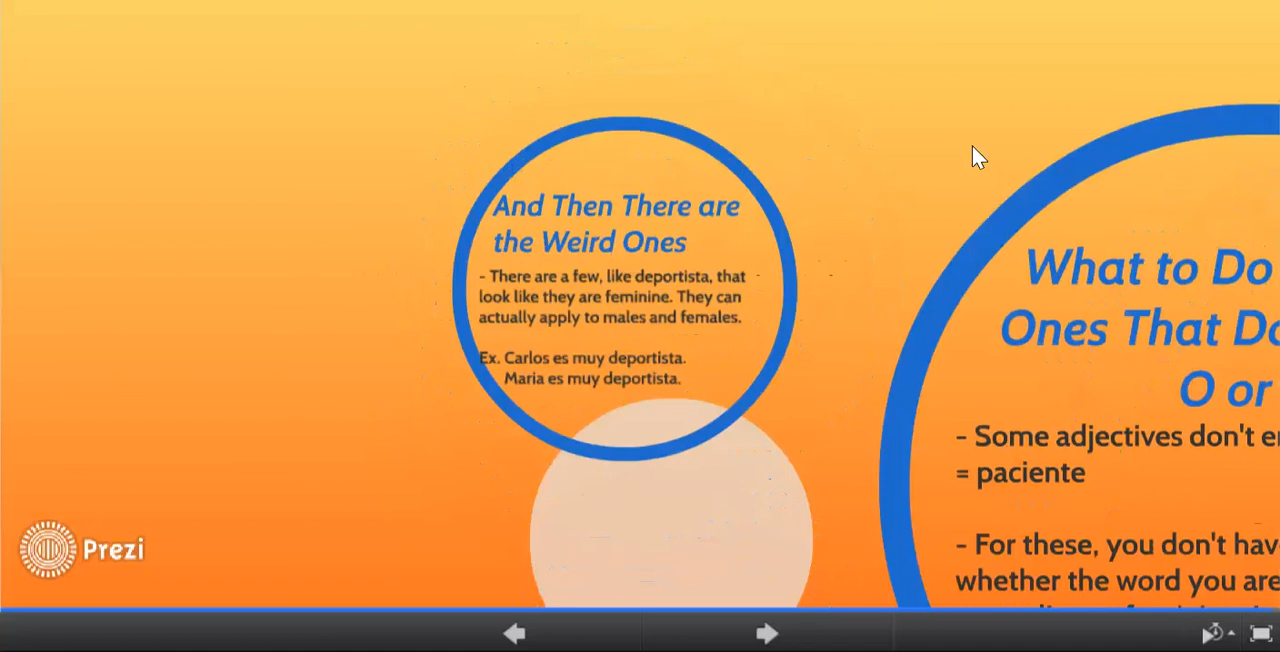 And Then There are
the Weird Ones
- There are a few, like deportista, that
look like they are feminine. They can
actually apply to males and females.
Ex. Carlos es muy deportista.
Maria es muy deportista.
What to Do
Ones That Do
O or
- Some adjectives don't
= paciente
- For these, you don't
whether the word you are
Prezi